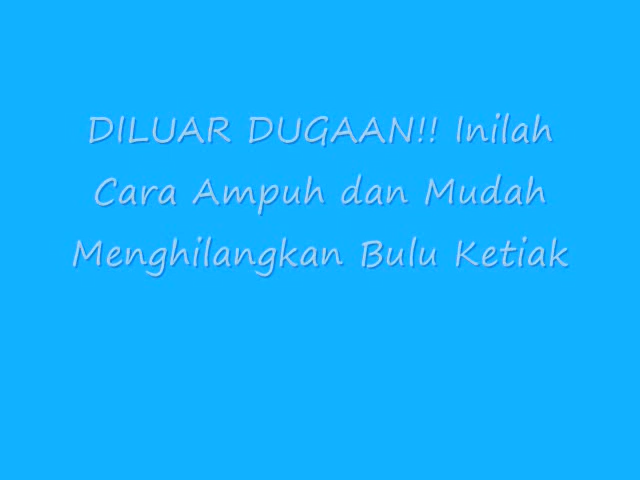 DILUAR DUGAAN!! Inilah
Cara Ampuh dan Mudah
Menghilangkan Bulu Ketiak